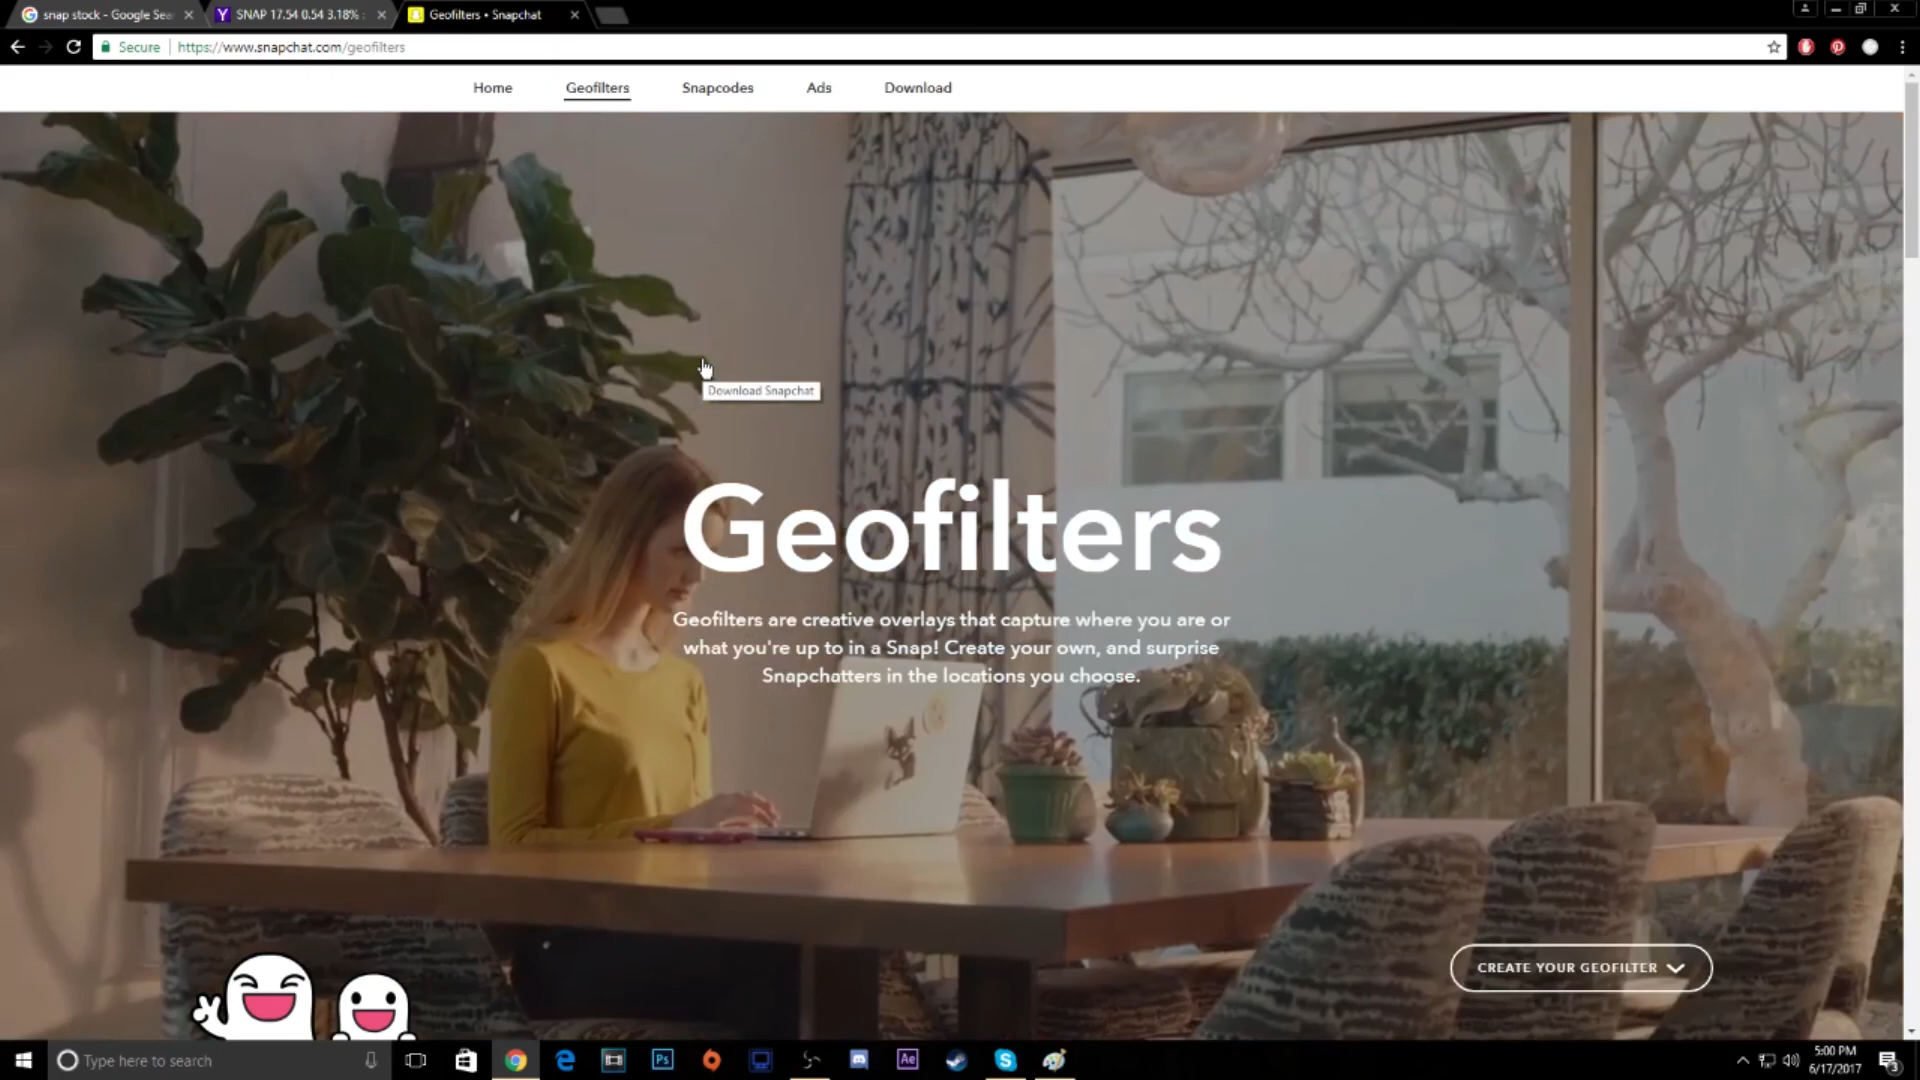 snap stock - Google Sea
SNAP 17.54 0.54 3.18% :
Geofilters • Snapchat
Secure
https://www.snapchat.com/geofilters
Home
Geofilters
Snapcodes
Ads
Download
Download Snapchat
Geofilters
Geofilters are creative overlays that capture where you are or
what you're up to in a Snap! Create your own, and surprise
Snapchatters in the locations you choose.
CREATE YOUR GEOFILTER
Type here to search
Ps
Ae
5:00 PM
6/17/2017
3